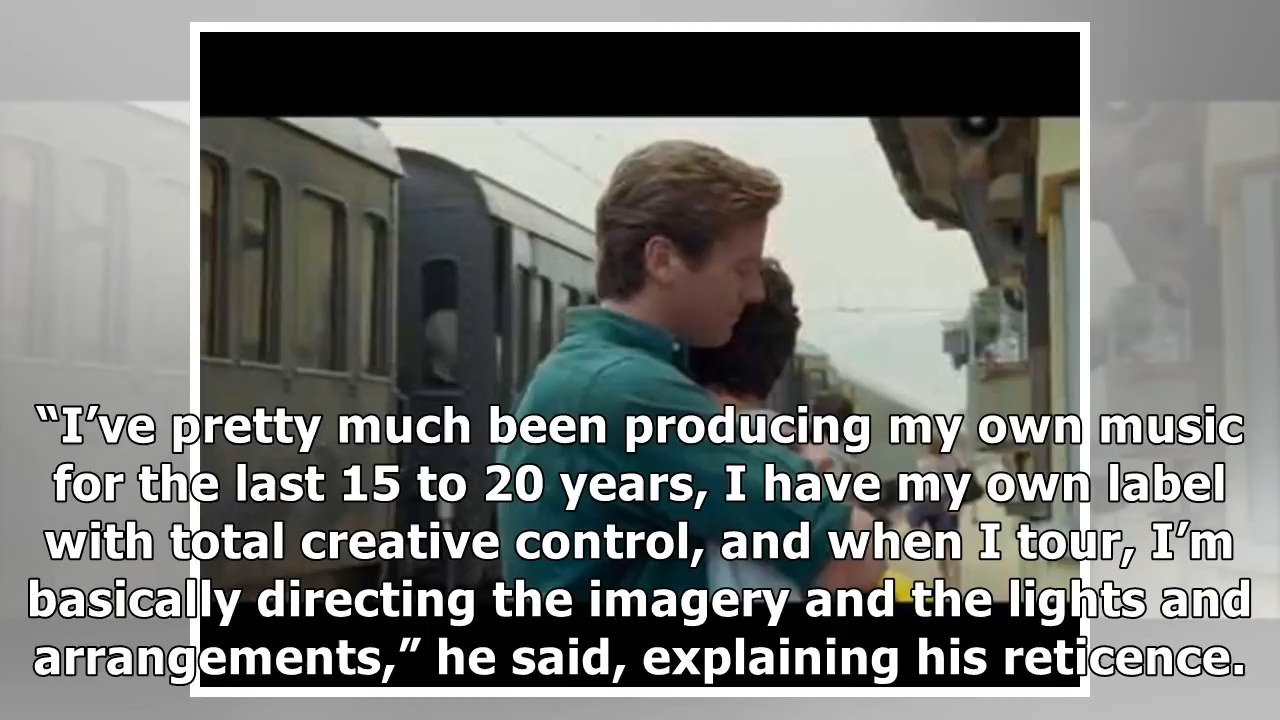 “I’ve pretty much been producing my own music
for the last 15 to 20 years, I have my own label
with total creative control, and when I tour, I’m
basically directing the imagery and the lights and
arrangements,” he said, explaining his reticence.